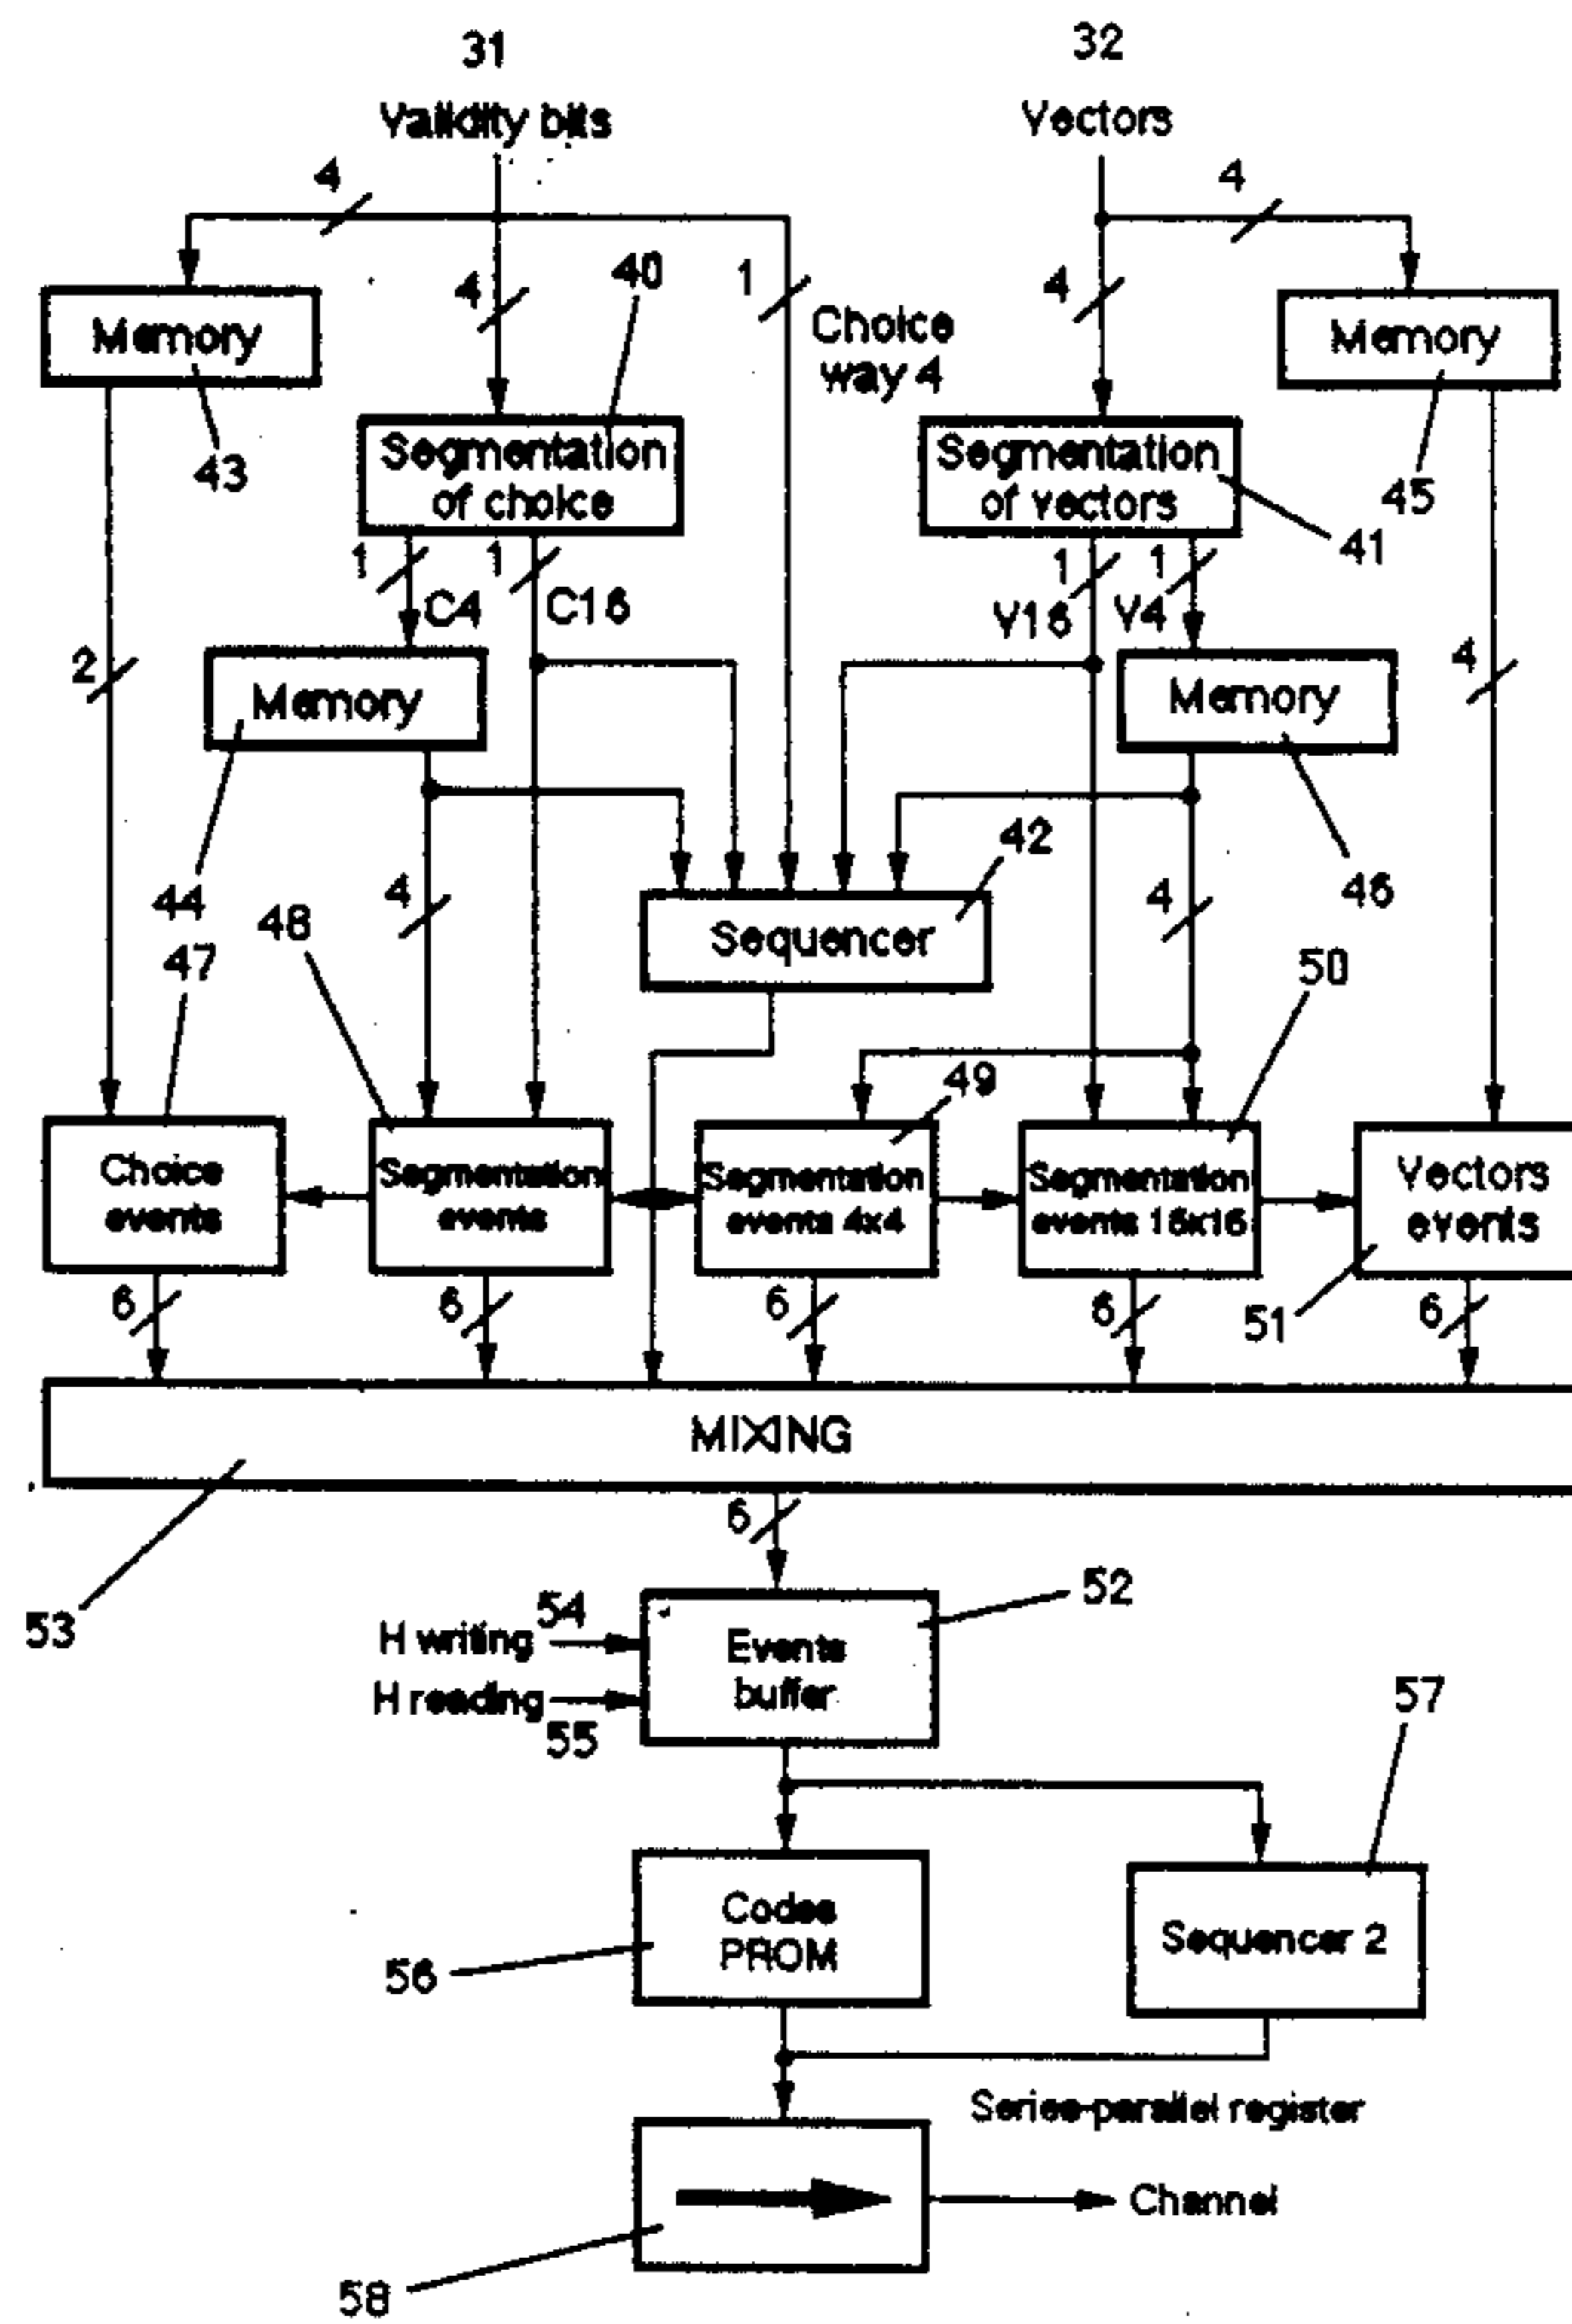 31
32
Validity bits
Vectors
4
4
4
40
1
4
Memory
Choice
way 4
Memory
43
Segmentation
of choice
Segmentation
of vectors
45
41
1
1
1
1
C4
C16
V16
V4
2
4
Memory
Memory
42
44
4
4
46
47
48
Sequencer
50
49
Choice
events
Segmentation
events
Segmentation
events 4x4
Segmentation
events 16x16
Vectors
events
6
6
6
6
51
6
MIXING
6
53
54
52
H writing
Events
buffer
H reading
55
57
Codes
PROM
Sequencer 2
56
Series-parallel register
Channel
58